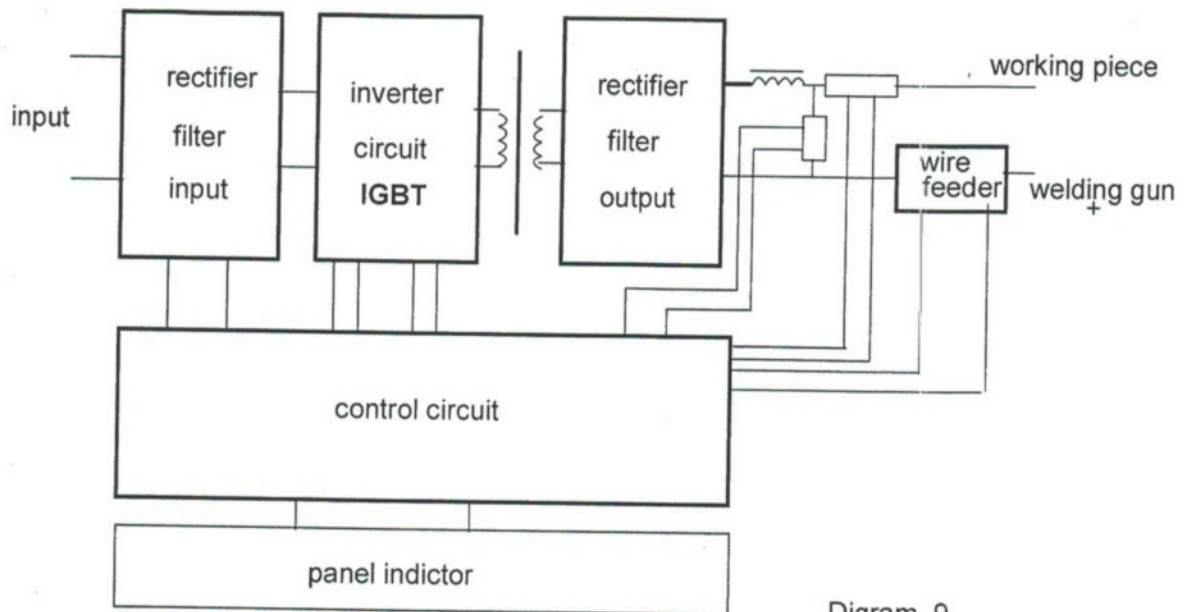 input
rectifier
filter
input
inverter
circuit
IGBT
rectifier
filter
output
working piece
wire
feeder
welding gun
+
control circuit
panel indictor
Digram 9